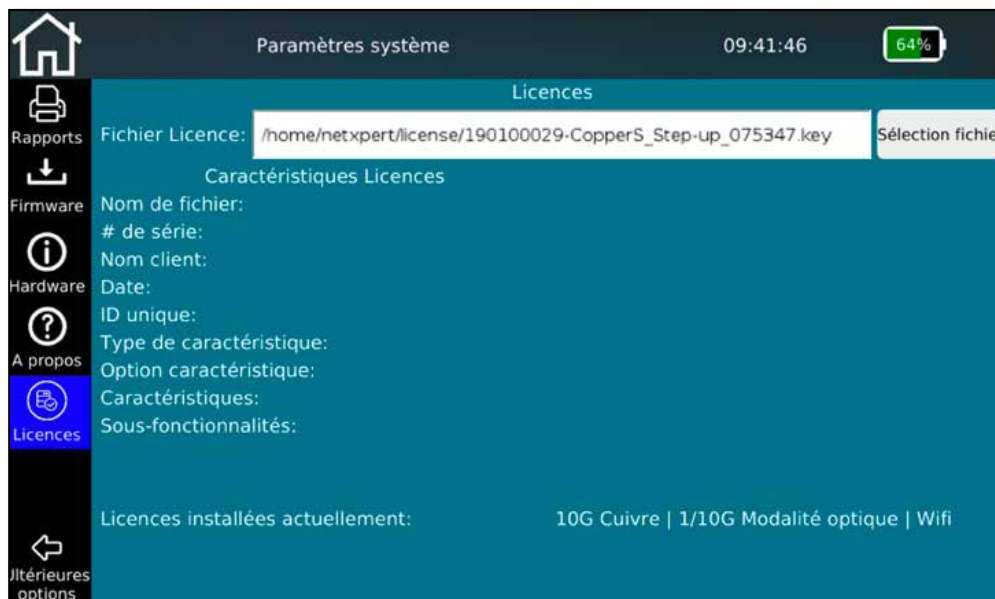 Paramètres système 09:41:46 64%
Licences
Rapports
Fichier Licence: /home/netxpert/license/190100029-CopperS_Step-up_075347.key Sélection fichie
Caractéristiques Licences
Firmware
Nom de fichier:
# de série:
Nom client:
Hardware
Date:
ID unique:
Type de caractéristique:
A propos
Option caractéristique:
Caractéristiques:
Sous-fonctionnalités:
Licences
Licences installées actuellement: 10G Cuivre | 1/10G Modalité optique | Wifi
Jltérieures
options